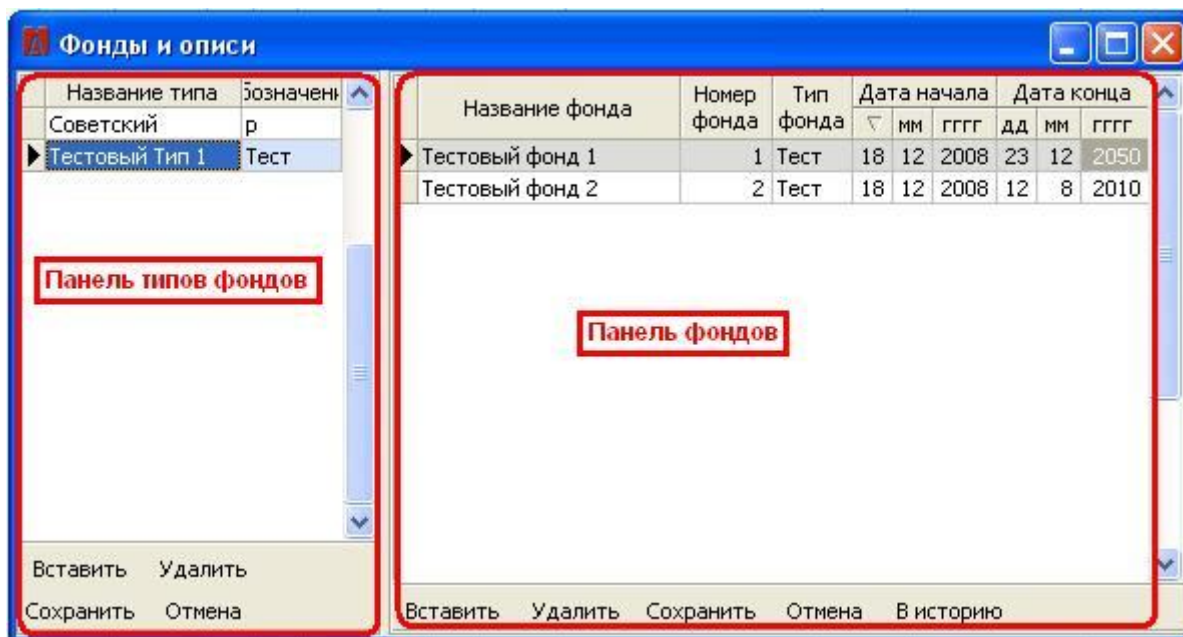 Фонды и описи
Название типа бозначени
Советский р
Тестовый Тип 1 Тест
Панель типов фондов
Вставить Удалить
Сохранить Отмена
Название фонда Номер фонда Тип фонда Дата начала Дата конца
мм гггг дд мм гггг
Тестовый фонд 1 1 Тест 18 12 2008 23 12 2050
Тестовый фонд 2 2 Тест 18 12 2008 12 8 2010
Панель фондов
Вставить Удалить Сохранить Отмена В историю